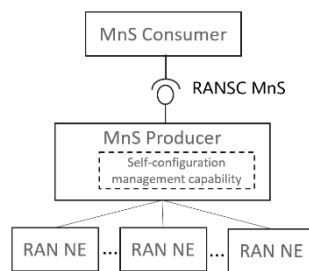 MnS Consumer
RANSC MnS
MnS Producer
Self-configuration
management capability
RAN NE ... RAN NE ... RAN NE